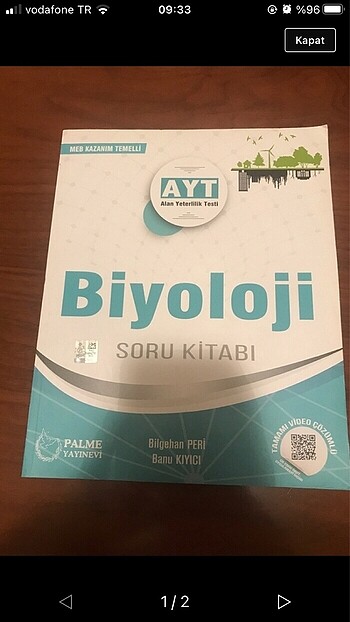 vodafone TR
09:33
%96
Kapat
MEB KAZANIM TEMELLİ
AYT
Alan Yeterlilik Testi
Biyoloji
SORU KİTABI
PALME
YAYINEVİ
Bilgehan PERİ
Banu KIYICI
TAMAMI VİDEO ÇÖZÜMLÜ
1/2